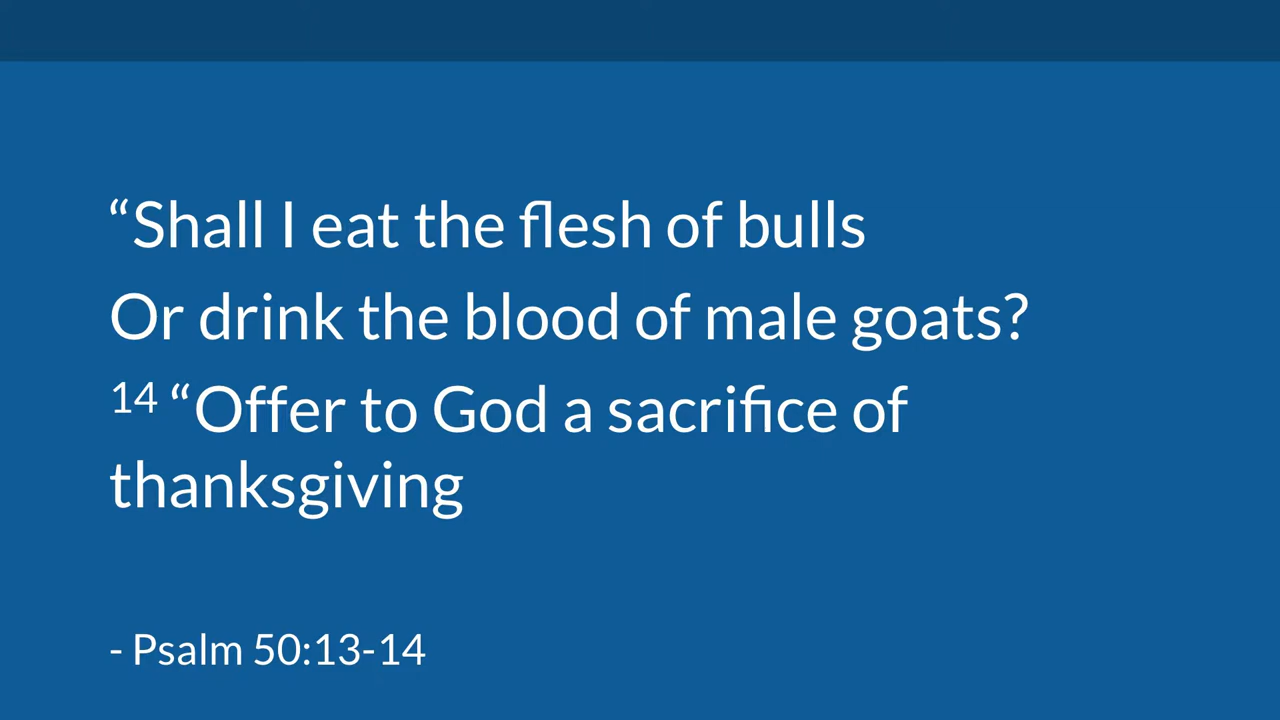 “Shall I eat the flesh of bulls
Or drink the blood of male goats?
14 “Offer to God a sacrifice of
thanksgiving
- Psalm 50:13-14